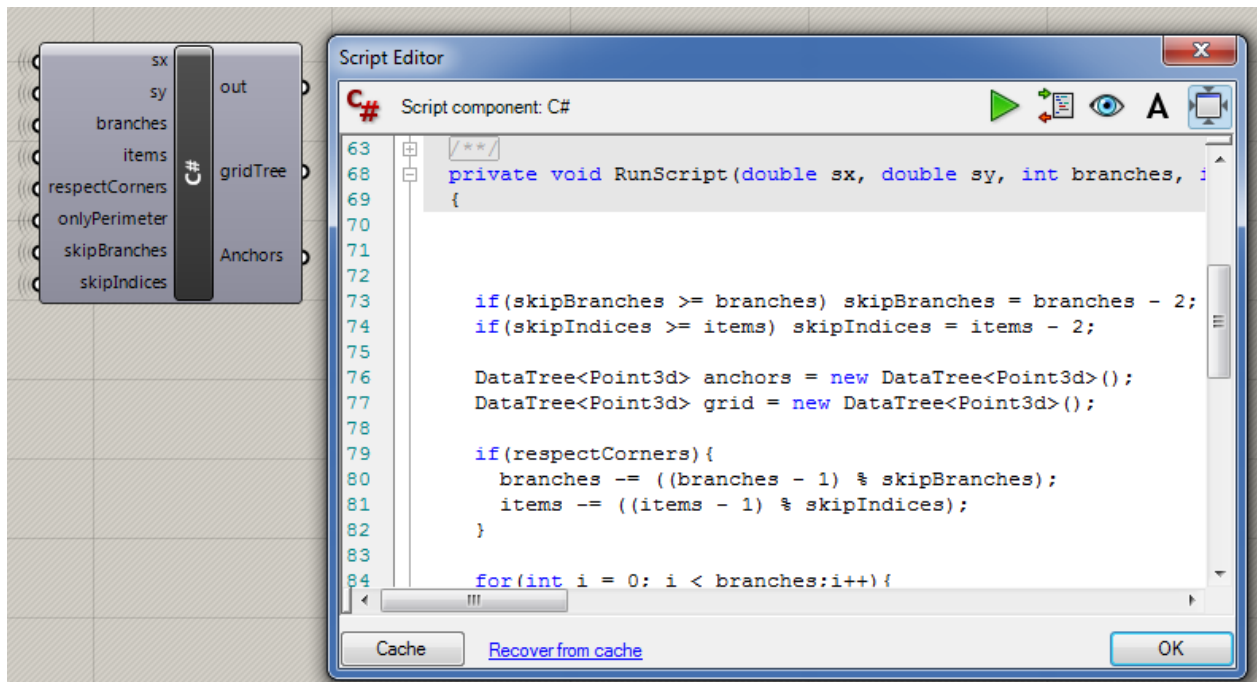 sx
sy
branches
items
respectCorners
onlyPerimeter
skipBranches
skipIndices
C#
out
gridTree
Anchors
Script Editor
C# Script component: C#
A
63 /**/
68 private void RunScript(double sx, double sy, int branches, i
69 {
70
71
72
73 if(skipBranches >= branches) skipBranches = branches - 2;
74 if(skipIndices >= items) skipIndices = items - 2;
75
76 DataTree<Point3d> anchors = new DataTree<Point3d>();
77 DataTree<Point3d> grid = new DataTree<Point3d>();
78
79 if(respectCorners){
80 branches -= ((branches - 1) % skipBranches);
81 items -= ((items - 1) % skipIndices);
82 }
83
84 for(int i = 0; i < branches;i++){
Cache Recover from cache OK